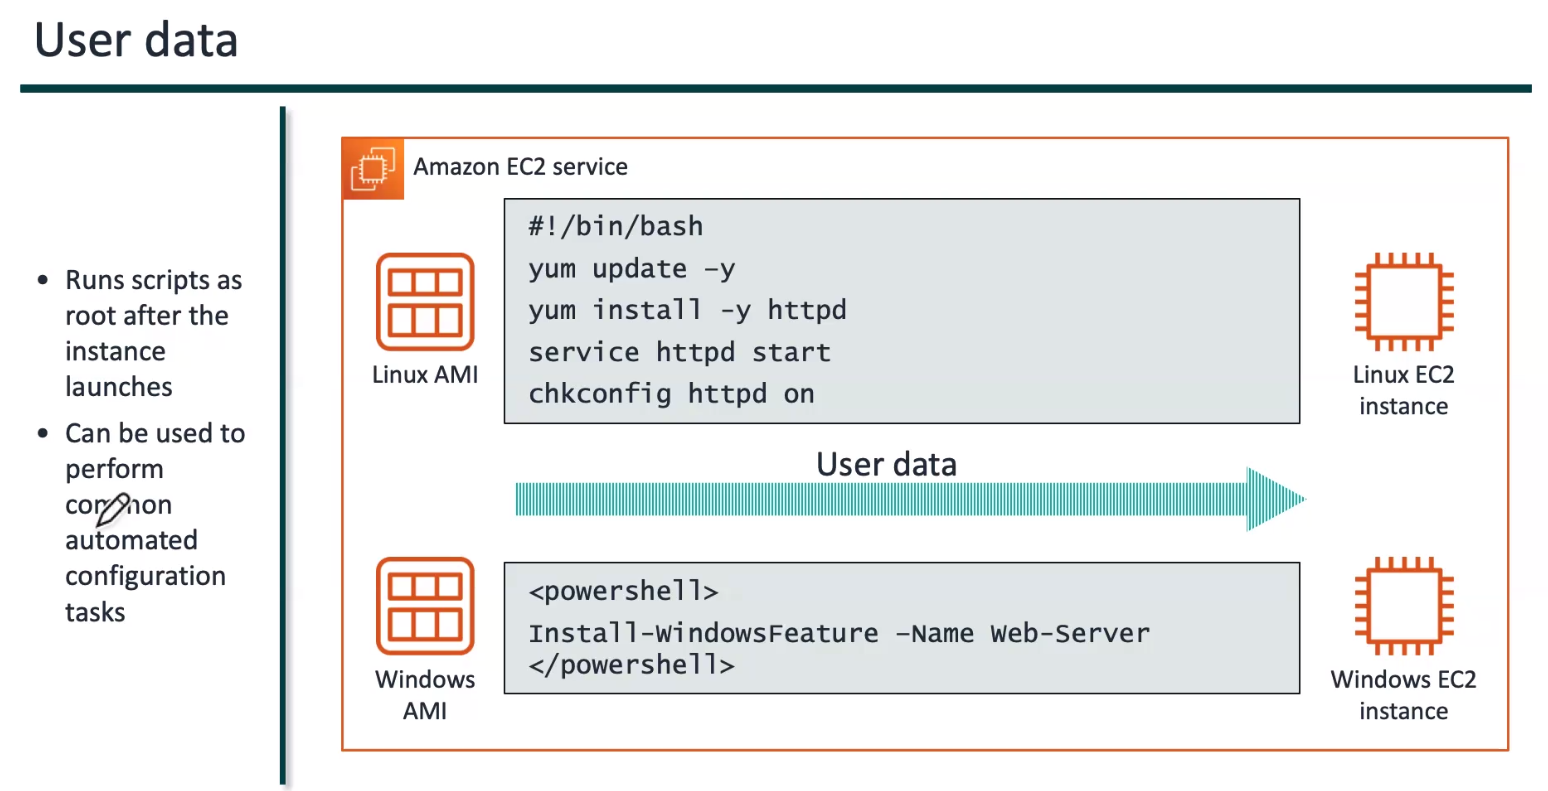 User data
• Runs scripts as
root after the
instance
launches
• Can be used to
perform
common
automated
configuration
tasks
Amazon EC2 service
Linux AMI
#!/bin/bash
yum update –y
yum install -y httpd
service httpd start
chkconfig httpd on
Linux EC2
instance
User data
Windows
AMI
<powershell>
Install-WindowsFeature –Name Web-Server
</powershell>
Windows EC2
instance